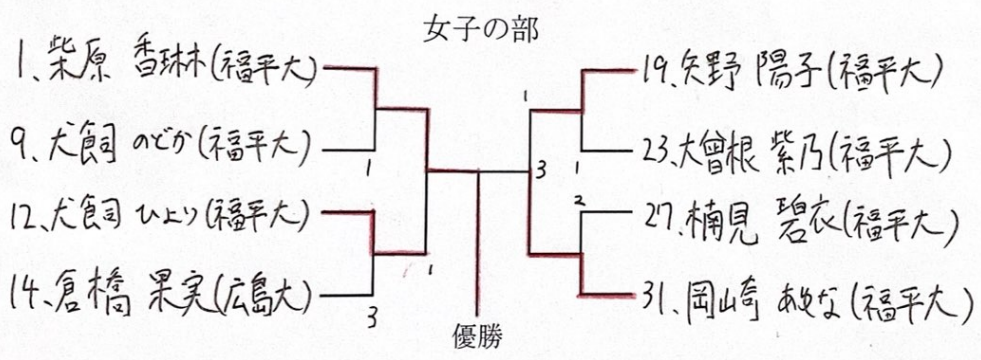 女子の部
1、柴原 香琳(福平大)
9、犬飼 のどか(福平大)
12、犬飼 ひより(福平大)
14、倉橋 果実(広島大)
19、矢野 陽子(福平大)
23、大曾根 紫乃(福平大)
27、楠見 碧衣(福平大)
31、岡崎 あゆな(福平大)
1
3
1
1
3
1
2
優勝